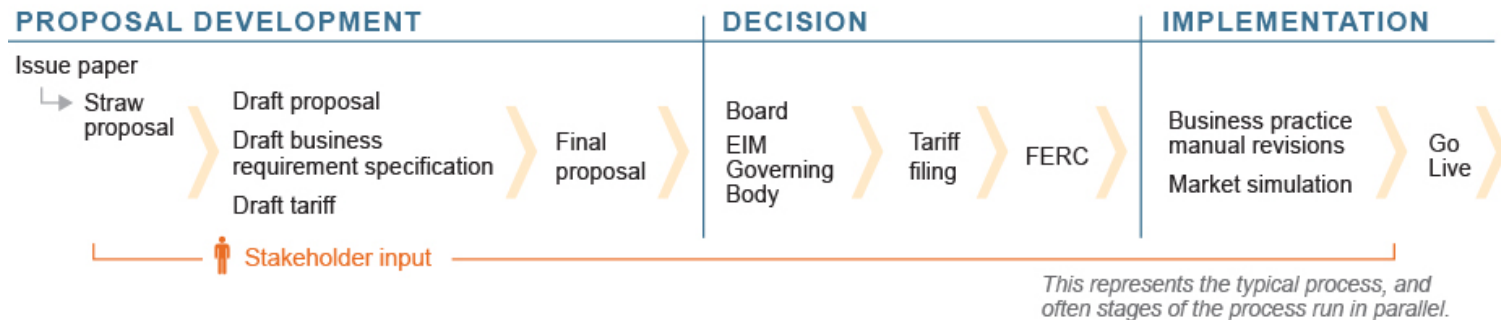 PROPOSAL DEVELOPMENT
DECISION
IMPLEMENTATION
Issue paper
Straw
proposal
Draft proposal
Draft business
requirement specification
Draft tariff
Final
proposal
Board
EIM
Governing
Body
Tariff
filing
FERC
Business practice
manual revisions
Market simulation
Go
Live
Stakeholder input
This represents the typical process, and
often stages of the process run in parallel.